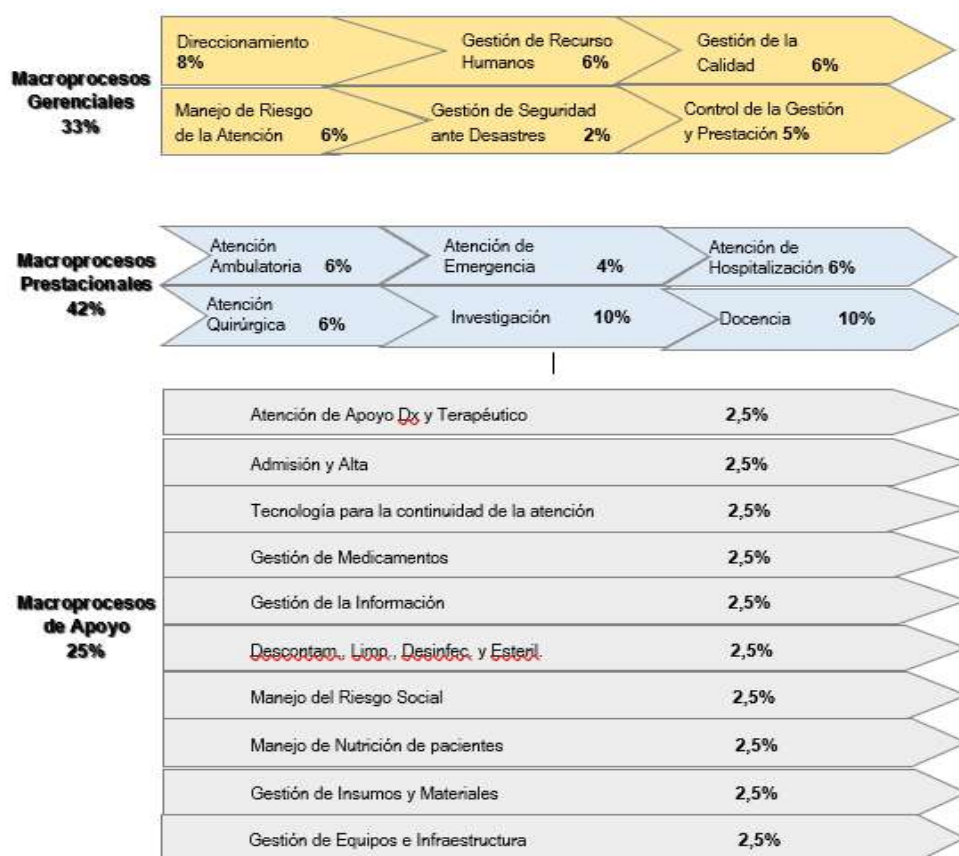 Macroprocesos
Gerenciales
33%
Direccionamiento
8%
Gestión de Recurso
Humanos 6%
Gestión de la
Calidad 6%
Manejo de Riesgo
de la Atención 6%
Gestión de Seguridad
ante Desastres 2%
Control de la Gestión
y Prestación 5%
Macroprocesos
Prestacionales
42%
Atención
Ambulatoria 6%
Atención de
Emergencia 4%
Atención de
Hospitalización 6%
Atención
Quirúrgica 6%
Investigación 10%
Docencia 10%
Macroprocesos
de Apoyo
25%
Atención de Apoyo Dx y Terapéutico 2,5%
Admisión y Alta 2,5%
Tecnología para la continuidad de la atención 2,5%
Gestión de Medicamentos 2,5%
Gestión de la Información 2,5%
Descontam., Limp., Desinfec. y Esteril. 2,5%
Manejo del Riesgo Social 2,5%
Manejo de Nutrición de pacientes 2,5%
Gestión de Insumos y Materiales 2,5%
Gestión de Equipos e Infraestructura 2,5%